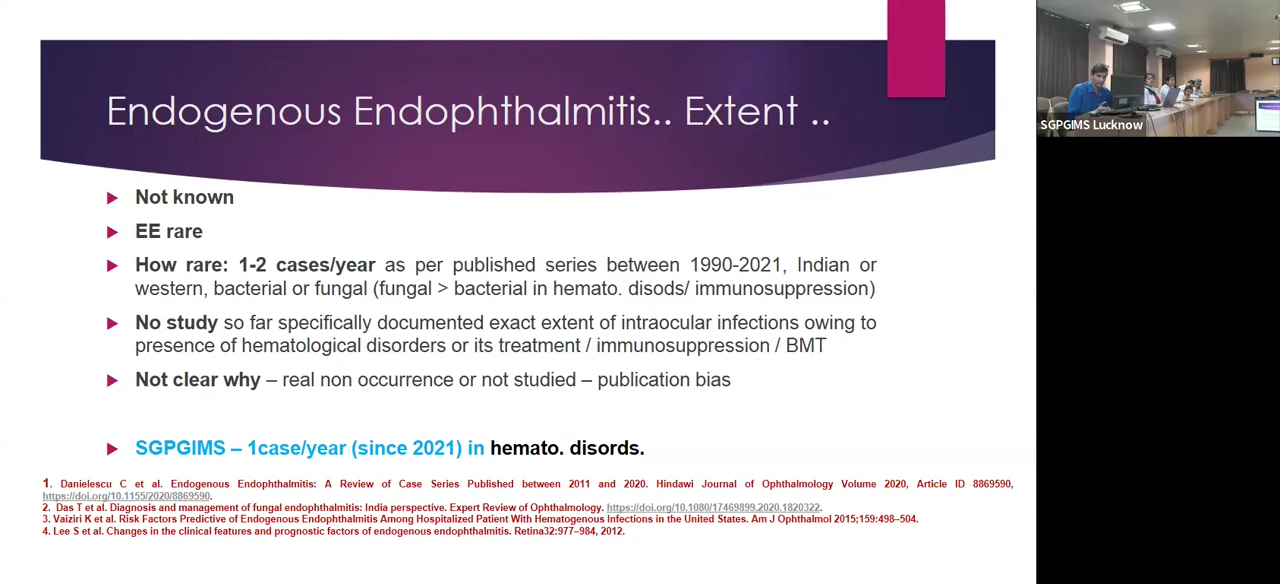 Endogenous Endophthalmitis.. Extent ..
Not known
EE rare
How rare: 1-2 cases/year as per published series between 1990-2021, Indian or
western, bacterial or fungal (fungal > bacterial in hemato. disods/ immunosuppression)
No study so far specifically documented exact extent of intraocular infections owing to
presence of hematological disorders or its treatment / immunosuppression / BMT
Not clear why – real non occurrence or not studied – publication bias
SGPGIMS – 1case/year (since 2021) in hemato. disords.
1. Danielescu C et al. Endogenous Endophthalmitis: A Review of Case Series Published between 2011 and 2020. Hindawi Journal of Ophthalmology Volume 2020, Article ID 8869590,
https://doi.org/10.1155/2020/8869590.
2. Das T et al. Diagnosis and management of fungal endophthalmitis: India perspective. Expert Review of Ophthalmology. https://doi.org/10.1080/17469899.2020.1820322.
3. Vaiziri K et al. Risk Factors Predictive of Endogenous Endophthalmitis Among Hospitalized Patient With Hematogenous Infections in the United States. Am J Ophthalmol 2015;159:498–504.
4. Lee S et al. Changes in the clinical features and prognostic factors of endogenous endophthalmitis. Retina32:977–984, 2012.
SGPGIMS Lucknow